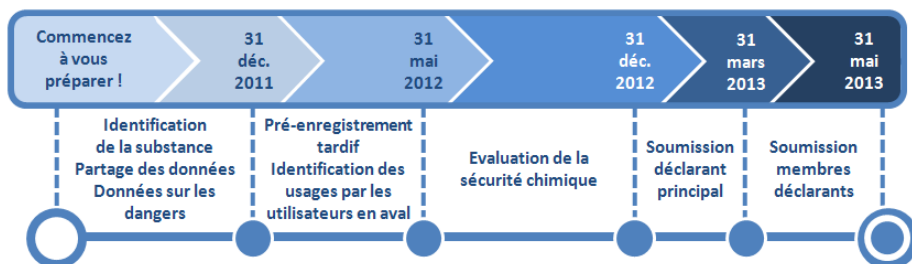 Commencez
à vous
préparer !
31
déc.
2011
31
mai
2012
31
déc.
2012
31
mars
2013
31
mai
2013
Identification
de la substance
Partage des données
Données sur les
dangers
Pré-enregistrement
tardif
Identification des
usages par les
utilisateurs en aval
Evaluation de la
sécurité chimique
Soumission
déclarant
principal
Soumission
membres
déclarants